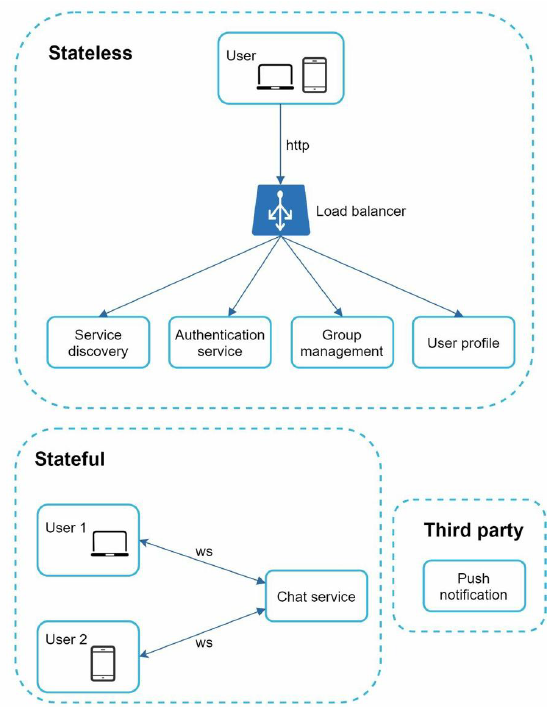 Stateless
User
http
Load balancer
Service
discovery
Authentication
service
Group
management
User profile
Stateful
User 1
ws
Chat service
User 2
ws
Third party
Push
notification